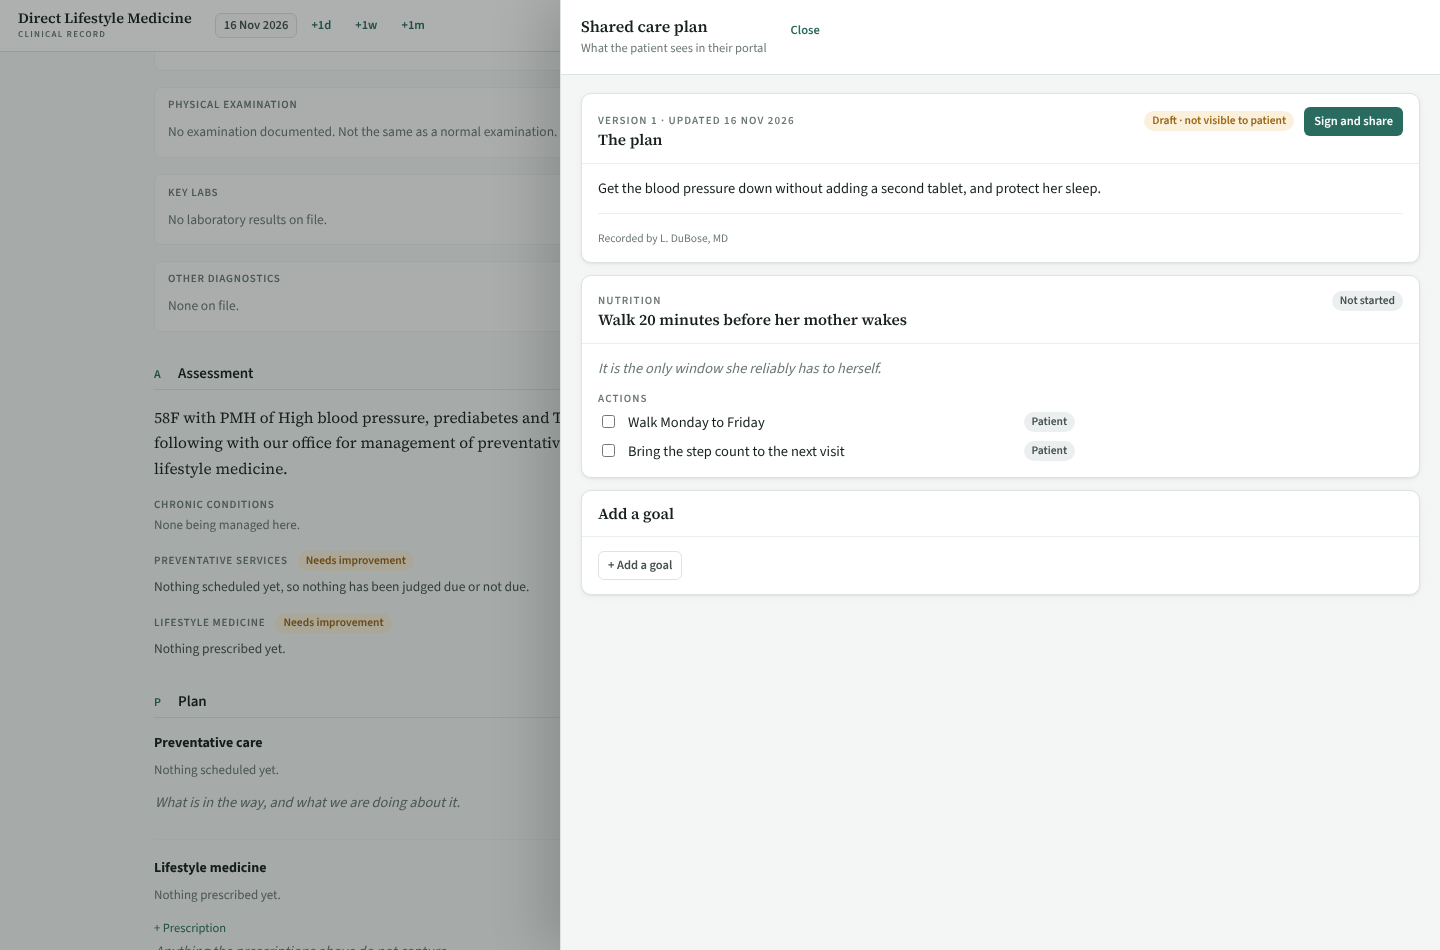 Direct Lifestyle Medicine
CLINICAL RECORD
16 Nov 2026
+1d
+1w
+1m
PHYSICAL EXAMINATION
No examination documented. Not the same as a normal examination.
KEY LABS
No laboratory results on file.
OTHER DIAGNOSTICS
None on file.
A Assessment
58F with PMH of High blood pressure, prediabetes and
following with our office for management of
lifestyle medicine.
CHRONIC CONDITIONS
None being managed here.
PREVENTATIVE SERVICES Needs improvement
Nothing scheduled yet, so nothing has been judged due or not due.
LIFESTYLE MEDICINE Needs improvement
Nothing prescribed yet.
P Plan
Preventative care
Nothing scheduled yet.
What is in the way, and what we are doing about it.
Lifestyle medicine
Nothing prescribed yet.
+ Prescription
Shared care plan
What the patient sees in their portal
Close
VERSION 1 · UPDATED 16 NOV 2026
The plan
Draft · not visible to patient
Sign and share
Get the blood pressure down without adding a second tablet, and protect her sleep.
Recorded by L. DuBose, MD
NUTRITION
Walk 20 minutes before her mother wakes
Not started
It is the only window she reliably has to herself.
ACTIONS
Walk Monday to Friday Patient
Bring the step count to the next visit Patient
Add a goal
+ Add a goal